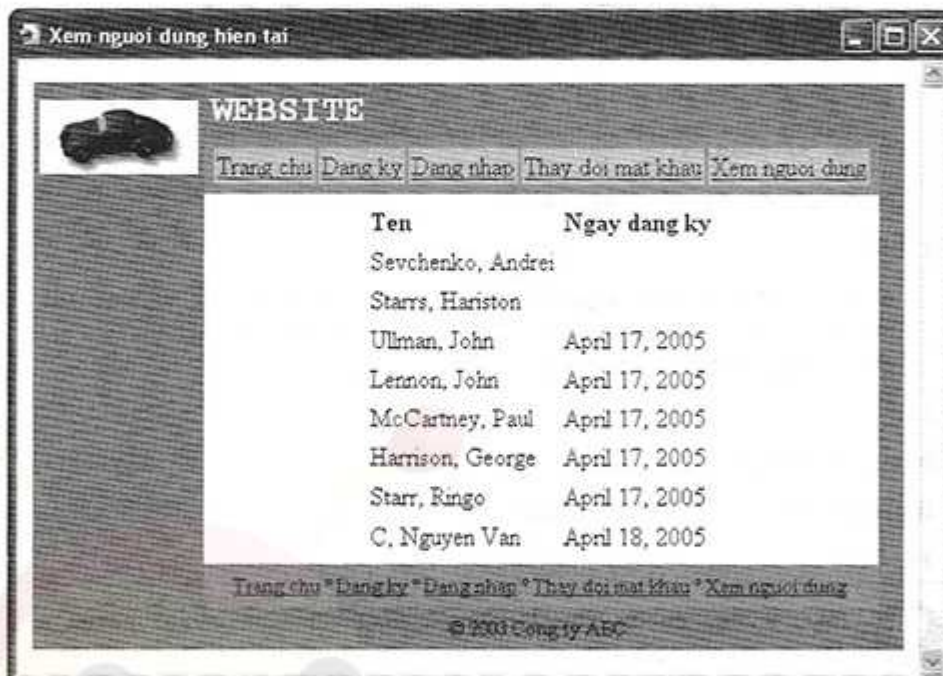 Xem nguoi dung hien tai
WEBSITE
Trang chu Dang ky Dang nhap Thay doi mat khau Xem nguoi dung
Ten Ngay dang ky
Sevchenko, Andrei
Starrs, Hariston
Ullman, John April 17, 2005
Lennon, John April 17, 2005
McCartney, Paul April 17, 2005
Harrison, George April 17, 2005
Starr, Ringo April 17, 2005
C, Nguyen Van April 18, 2005
Trang chu * Dang ky * Dang nhap * Thay doi mat khau * Xem nguoi dung
© 2003 Cong ty ABC